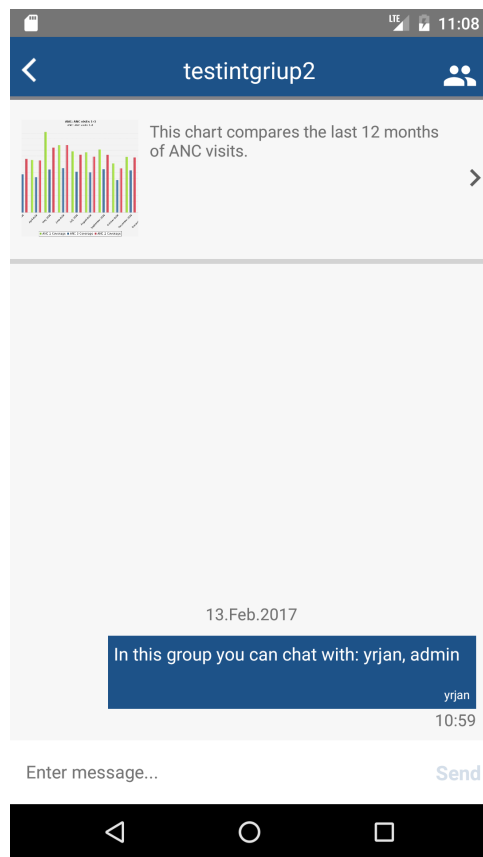 LTE 11:08
testintgriup2
This chart compares the last 12 months
of ANC visits.
13.Feb.2017
In this group you can chat with: yrjan, admin
yrjan
10:59
Enter message...
Send